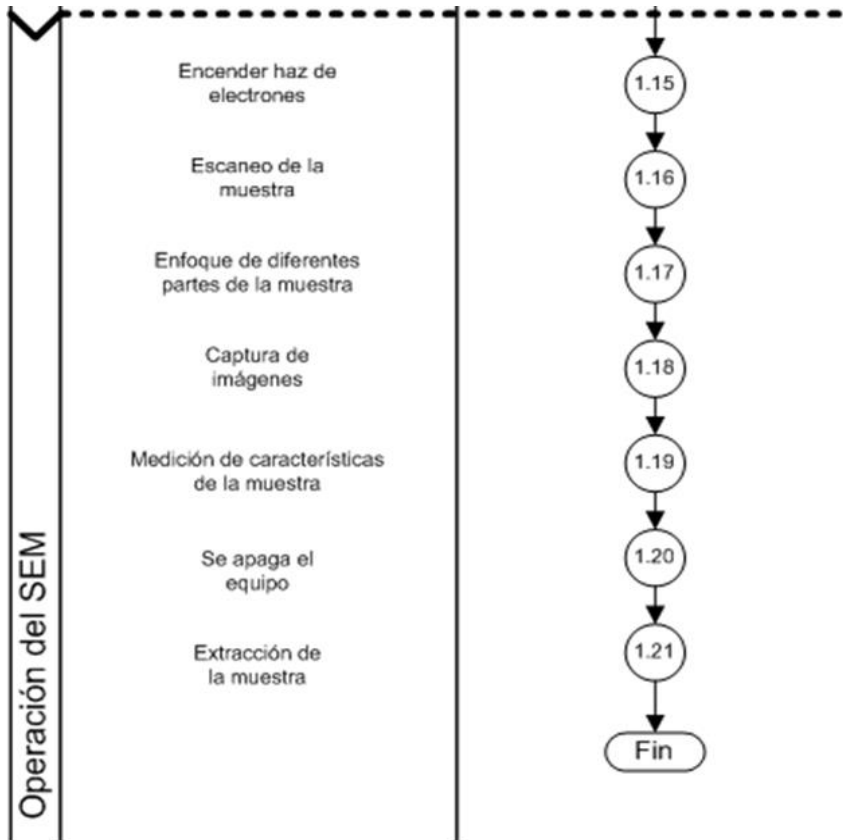 Encender haz de
electrones
1.15
Escaneo de la
muestra
1.16
Enfoque de diferentes
partes de la muestra
1.17
Captura de
imágenes
1.18
Medición de características
de la muestra
1.19
Se apaga el
equipo
1.20
Extracción de
la muestra
1.21
Fin
Operación del SEM